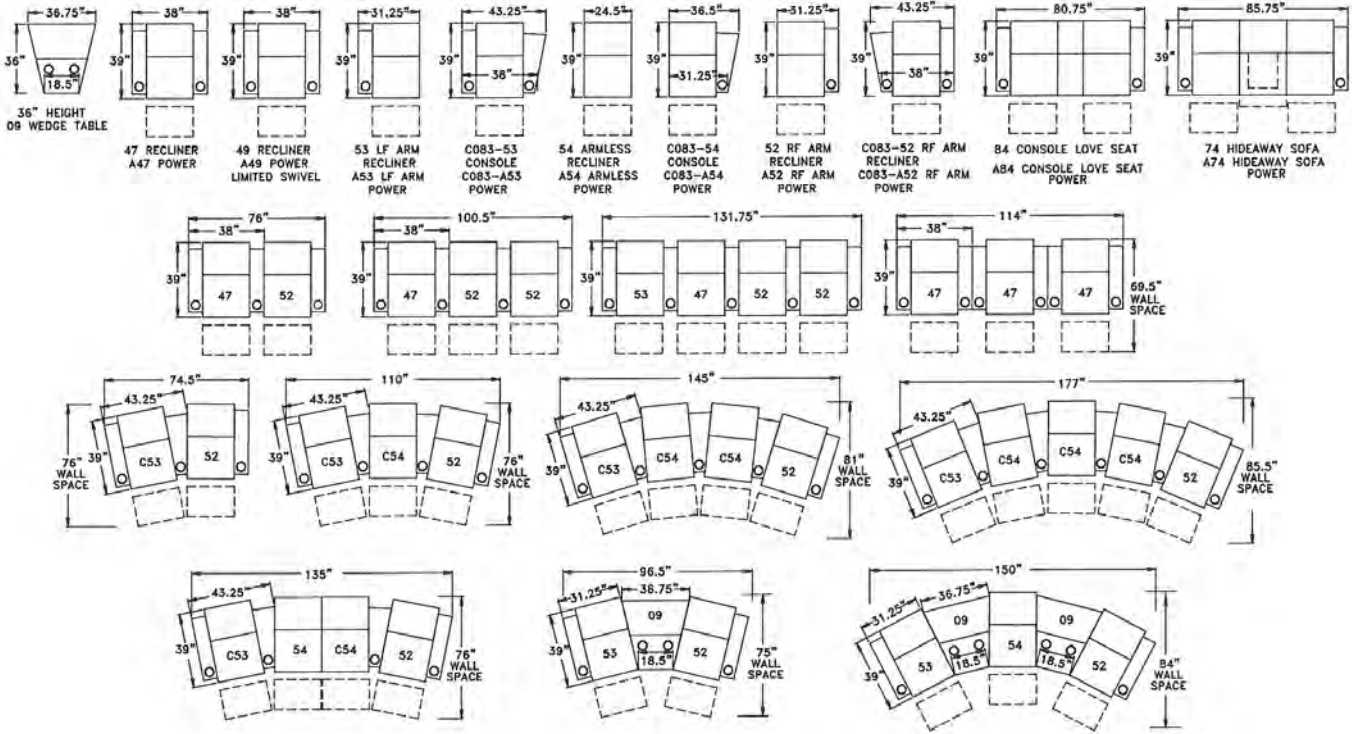 36.75" 38" 38" 31.25" 43.25" 24.5" 36.5" 31.25" 43.25" 80.75" 85.75"
36" 39" 39" 39" 39" 39" 39" 39" 39" 39" 39"
18.5" 38" 31.25" 38"
36" HEIGHT
09 WEDGE TABLE
47 RECLINER
A47 POWER
49 RECLINER
A49 POWER
LIMITED SWIVEL
53 LF ARM
RECLINER
A53 LF ARM
POWER
C083-53
CONSOLE
C083-A53
POWER
54 ARMLESS
RECLINER
A54 ARMLESS
POWER
C083-54
CONSOLE
C083-A54
POWER
52 RF ARM
RECLINER
A52 RF ARM
POWER
C083-52 RF ARM
RECLINER
C083-A52 RF ARM
POWER
84 CONSOLE LOVE SEAT
A84 CONSOLE LOVE SEAT
POWER
74 HIDEAWAY SOFA
A74 HIDEAWAY SOFA
POWER
76" 100.5" 131.75" 114"
38" 38" 38"
39" 39" 39" 39"
47 52 47 52 52 53 47 52 52 47 47 47
69.5"
WALL
SPACE
74.5" 110" 145" 177"
43.25" 43.25" 43.25" 43.25"
39" 39" 39" 39"
C53 52 C53 C54 52 C53 C54 C54 52 C53 C54 C54 C54 52
76"
WALL
SPACE
76"
WALL
SPACE
81"
WALL
SPACE
85.5"
WALL
SPACE
135" 96.5" 150"
43.25" 31.25" 36.75" 31.25" 36.75"
09 09 09
39" 39" 39"
C53 54 C54 52 53 18.5" 52 53 18.5" 54 18.5" 52
76"
WALL
SPACE
75"
WALL
SPACE
84"
WALL
SPACE